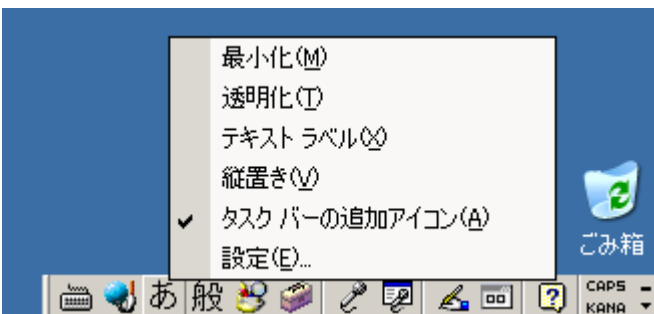 最小化(M)
透明化(T)
テキスト ラベル(X)
縦置き(V)
タスク バーの追加アイコン(A)
設定(E)...
ごみ箱
あ 般 ? CAPS
KANA